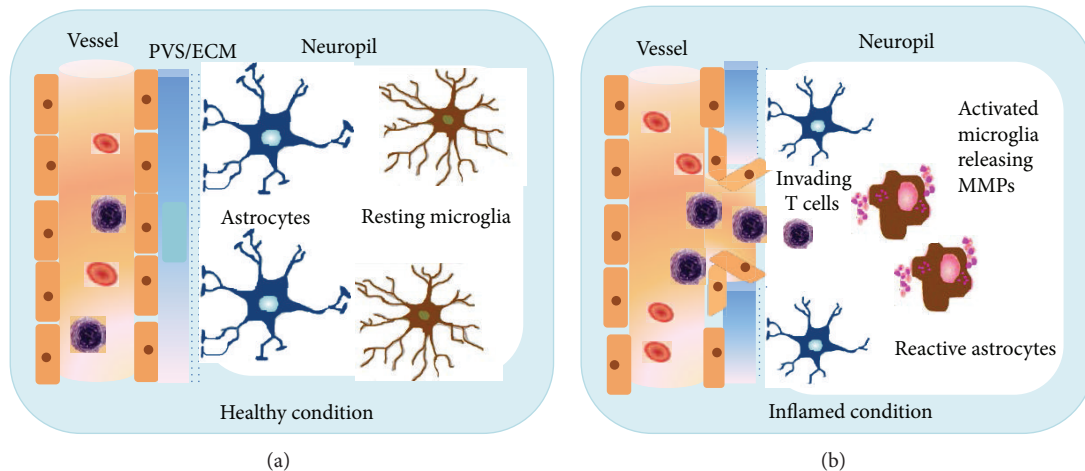 Vessel
PVS/ECM
Neuropil
Astrocytes
Resting microglia
Healthy condition
(a)
Vessel
Neuropil
Activated
microglia
releasing
MMPs
Invading
T cells
Reactive astrocytes
Inflamed condition
(b)